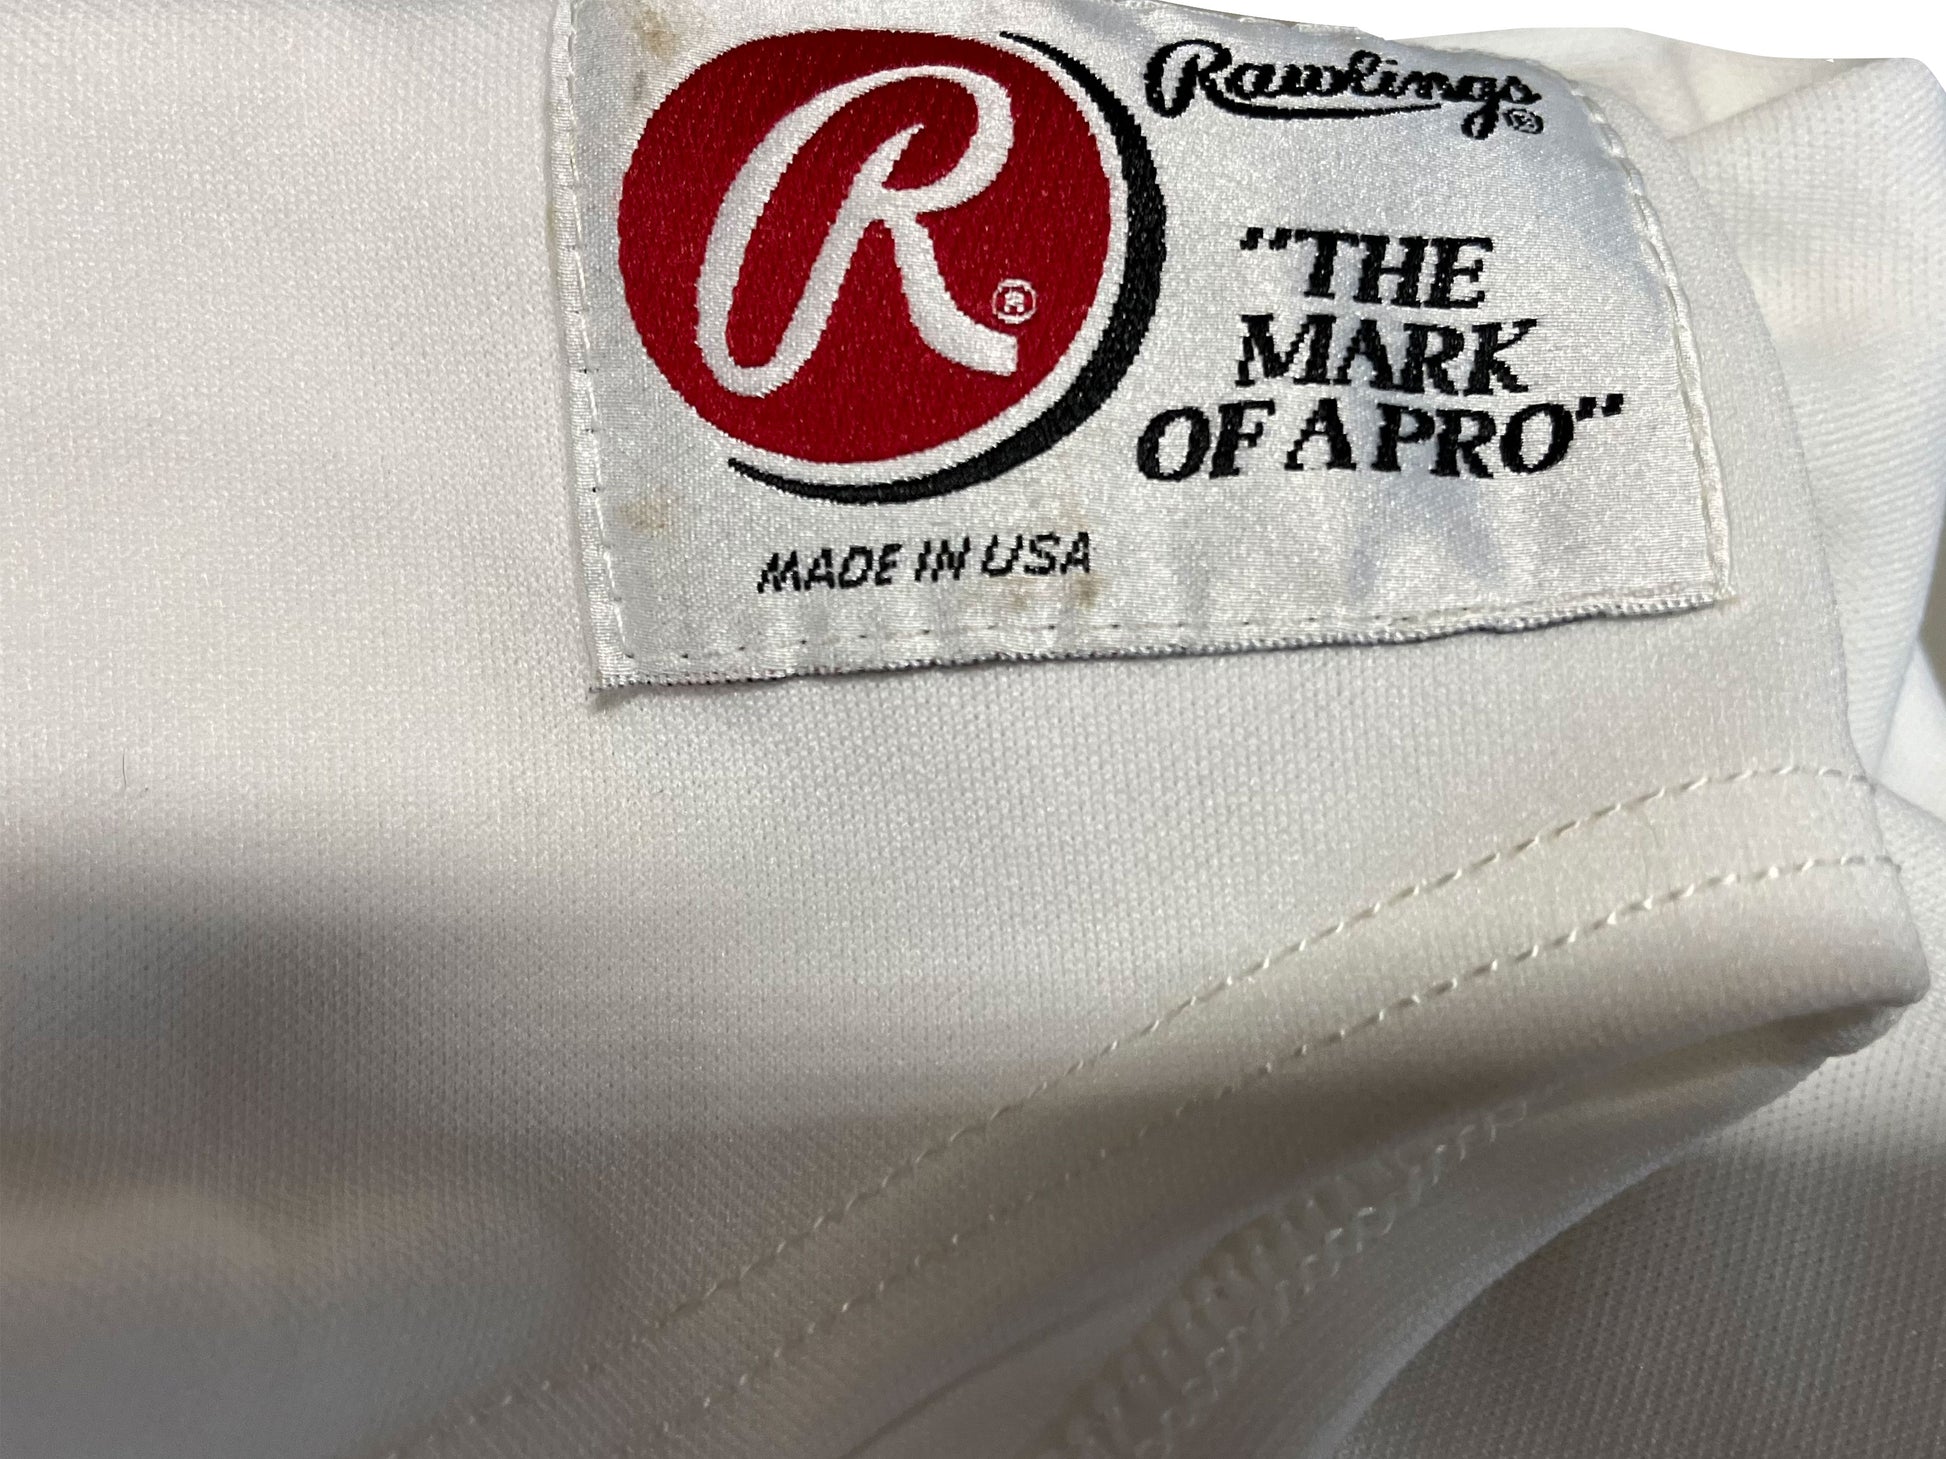 Rawlings®
R®
"THE
MARK
OF A PRO"
MADE IN USA